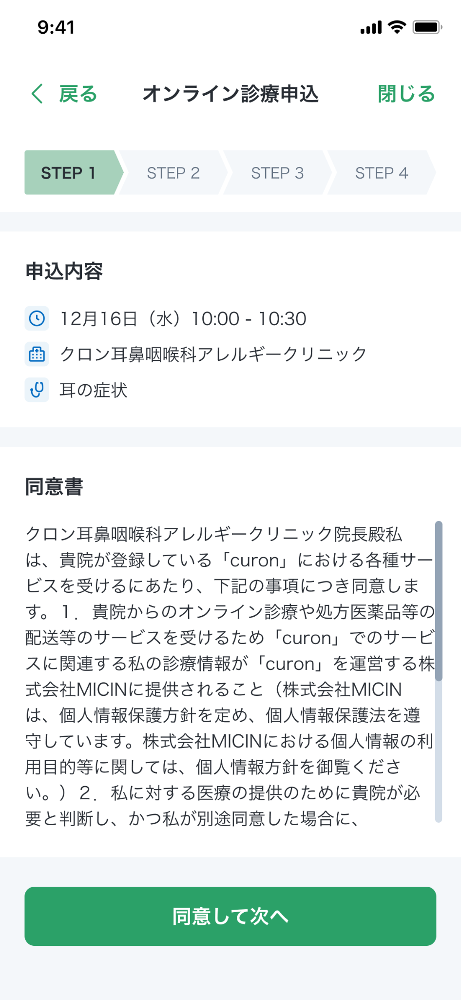 9:41
戻る オンライン診療申込 閉じる
STEP 1 STEP 2 STEP 3 STEP 4
申込内容
12月16日（水）10:00 - 10:30
クロン耳鼻咽喉科アレルギークリニック
耳の症状
同意書
クロン耳鼻咽喉科アレルギークリニック院長殿私
は、貴院が登録している「curon」における各種サー
ビスを受けるにあたり、下記の事項につき同意しま
す。１．貴院からのオンライン診療や処方医薬品等の
配送等のサービスを受けるため「curon」でのサービ
スに関連する私の診療情報が「curon」を運営する株
式会社MICINに提供されること（株式会社MICIN
は、個人情報保護方針を定め、個人情報保護法を遵
守しています。株式会社MICINにおける個人情報の利
用目的等に関しては、個人情報方針を御覧くださ
い。）２．私に対する医療の提供のために貴院が必
要と判断し、かつ私が別途同意した場合に、
同意して次へ